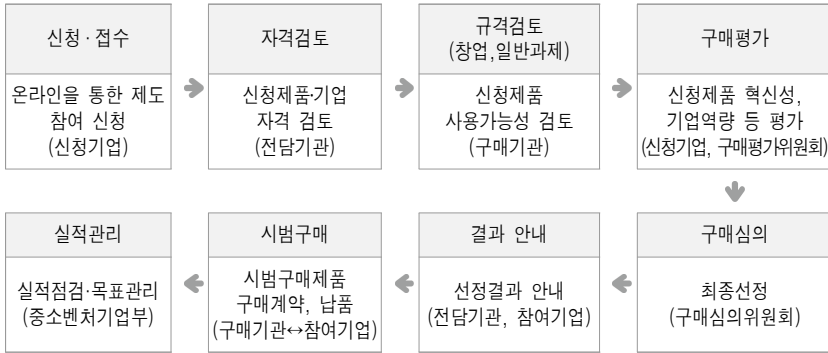 신청 · 접수
온라인을 통한 제도
참여 신청
(신청기업)
자격검토
신청제품·기업
자격 검토
(전담기관)
규격검토
(창업,일반과제)
신청제품
사용가능성 검토
(구매기관)
구매평가
신청제품 혁신성,
기업역량 등 평가
(신청기업, 구매평가위원회)
구매심의
최종선정
(구매심의위원회)
결과 안내
선정결과 안내
(전담기관, 참여기업)
시범구매
시범구매제품
구매계약, 납품
(구매기관↔참여기업)
실적관리
실적점검·목표관리
(중소벤처기업부)